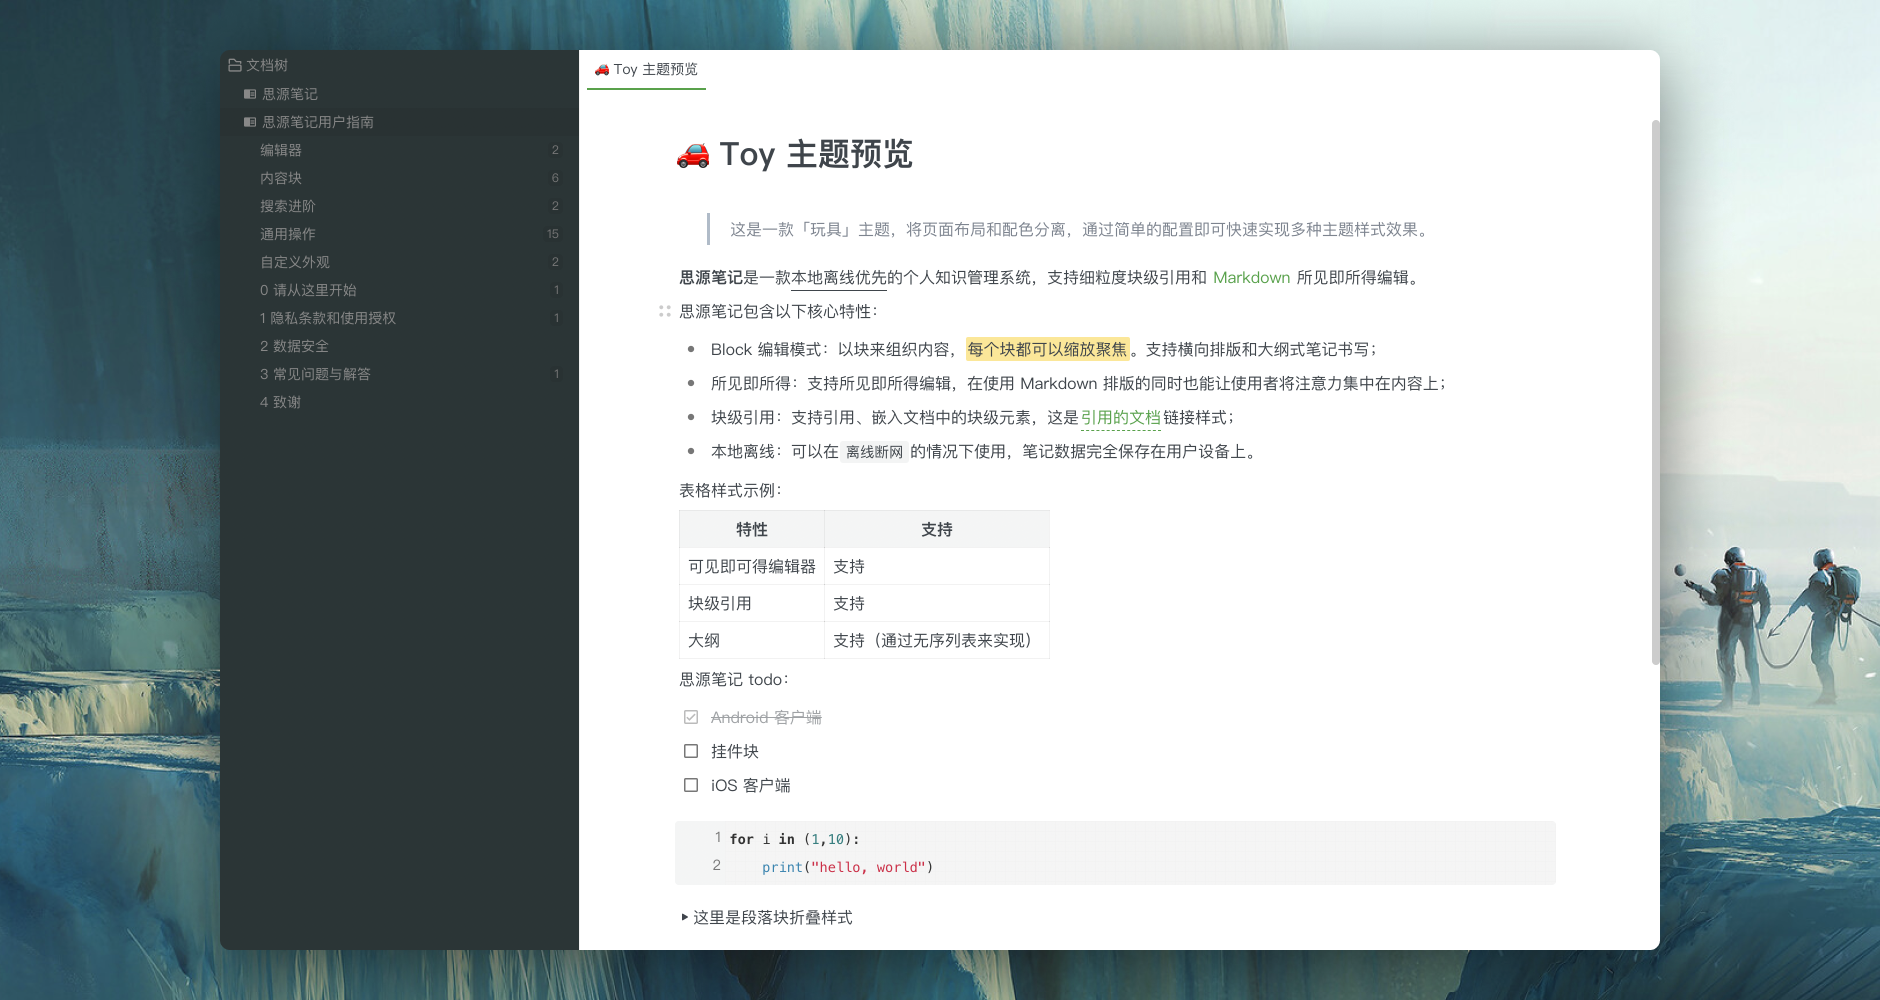 文档树
思源笔记
思源笔记用户指南
编辑器 2
内容块 6
搜索进阶 2
通用操作 15
自定义外观 2
0 请从这里开始 1
1 隐私条款和使用授权 1
2 数据安全
3 常见问题与解答 1
4 致谢
Toy 主题预览
Toy 主题预览
这是一款「玩具」主题，将页面布局和配色分离，通过简单的配置即可快速实现多种主题样式效果。
思源笔记是一款本地离线优先的个人知识管理系统，支持细粒度块级引用和 Markdown 所见即所得编辑。
思源笔记包含以下核心特性：
Block 编辑模式：以块来组织内容，每个块都可以缩放聚焦。支持横向排版和大纲式笔记书写；
所见即所得：支持所见即所得编辑，在使用 Markdown 排版的同时也能让使用者将注意力集中在内容上；
块级引用：支持引用、嵌入文档中的块级元素，这是引用的文档链接样式；
本地离线：可以在 离线断网 的情况下使用，笔记数据完全保存在用户设备上。
表格样式示例：
特性 支持
可见即可得编辑器 支持
块级引用 支持
大纲 支持（通过无序列表来实现）
思源笔记 todo：
Android 客户端
挂件块
iOS 客户端
1 for i in (1,10):
2 print("hello, world")
这里是段落块折叠样式